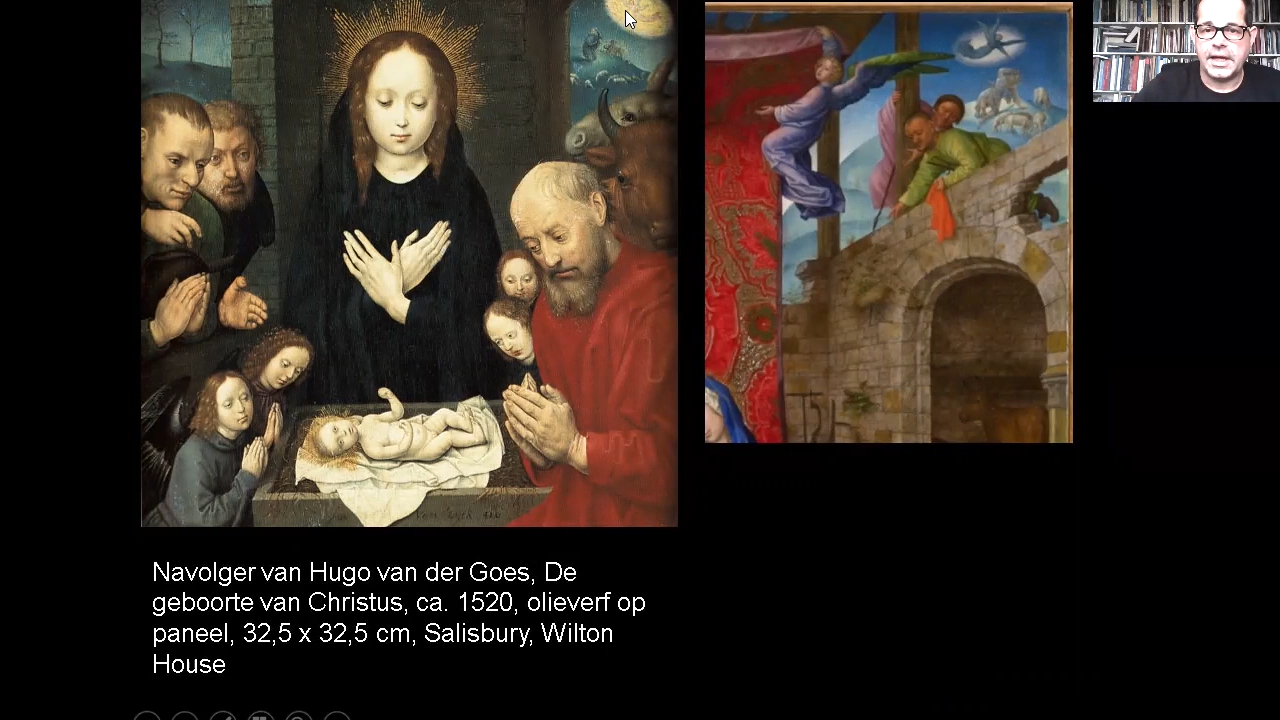 Navolger van Hugo van der Goes, De
geboorte van Christus, ca. 1520, olieverf op
paneel, 32,5 x 32,5 cm, Salisbury, Wilton
House